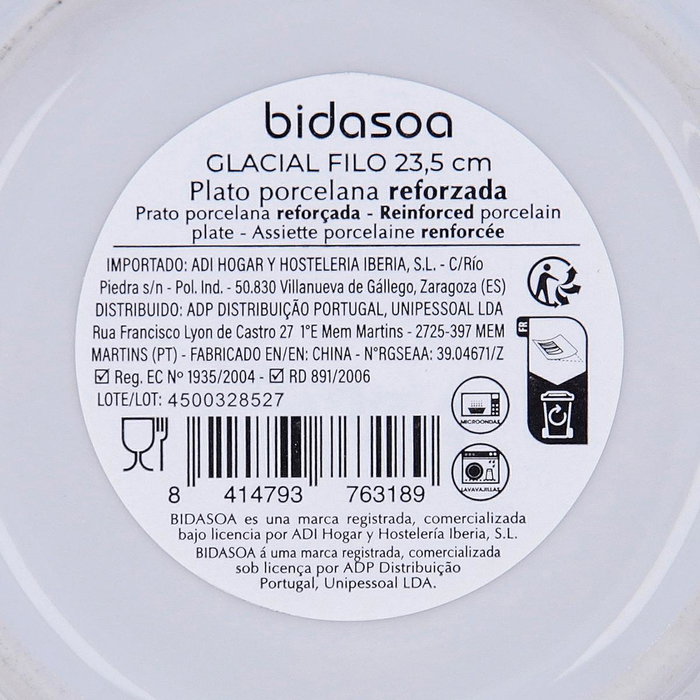 bidasoa
GLACIAL FILO 23,5 cm
Plato porcelana reforzada
Prato porcelana reforçada - Reinforced porcelain
plate - Assiette porcelaine renforcée
IMPORTADO: ADI HOGAR Y HOSTELERIA IBERIA, S.L. - C/Río
Piedra s/n - Pol. Ind. - 50.830 Villanueva de Gállego, Zaragoza (ES)
DISTRIBUIDO: ADP DISTRIBUIÇÃO PORTUGAL, UNIPESSOAL LDA
Rua Francisco Lyon de Castro 27 1°E Mem Martins - 2725-397 MEM
MARTINS (PT) - FABRICADO EN/EN: CHINA - N°RGSEAA: 39.04671/Z
Reg. EC Nº 1935/2004 - RD 891/2006
LOTE/LOT: 4500328527
FR
MICROONDAS
LAVAVAJILLAS
8 414793 763189
BIDASOA es una marca registrada, comercializada
bajo licencia por ADI Hogar y Hostelería Iberia, S.L.
BIDASOA á uma marca registrada, comercializada
sob licença por ADP Distribuição
Portugal, Unipessoal LDA.